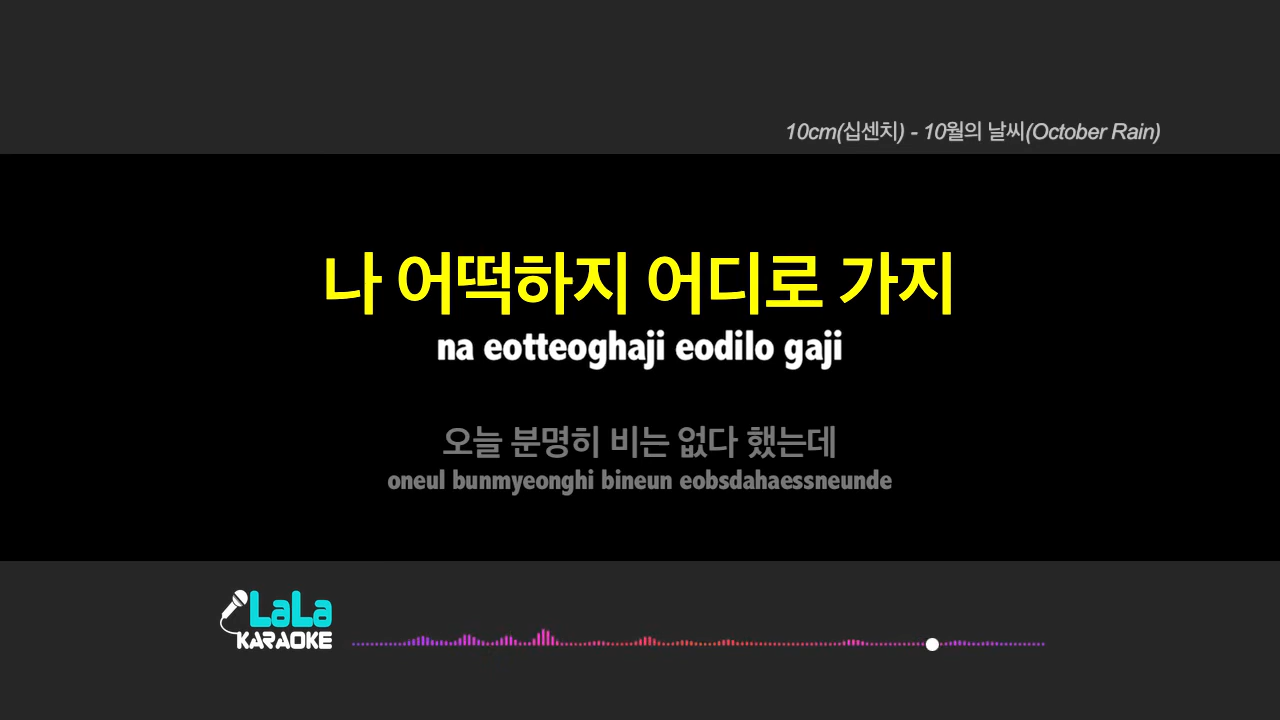 10cm(십센치) - 10월의 날씨(October Rain)
나 어떡하지 어디로 가지
na eotteoghaji eodilo gaji
오늘 분명히 비는 없다 했는데
oneul bunmyeonghi bineun eobsdahaessneunde
LaLa
KARAOKE